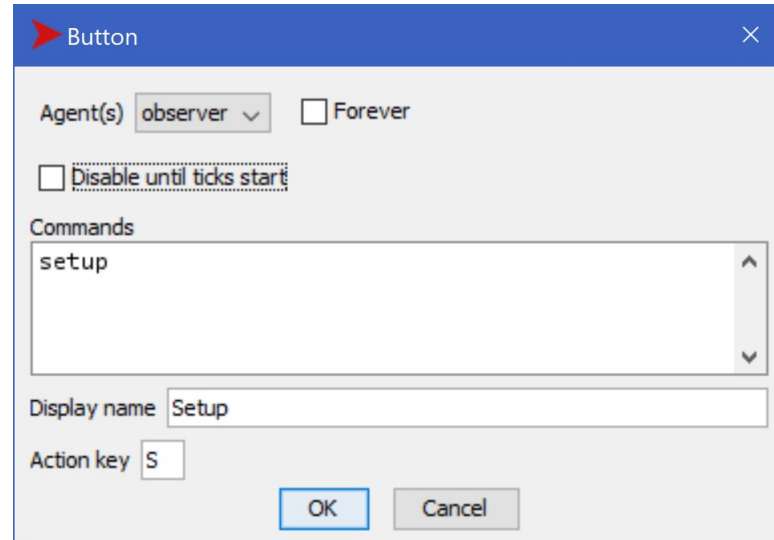 Button
Agent(s) observer Forever
Disable until ticks start
Commands
setup
Display name Setup
Action key S
OK Cancel